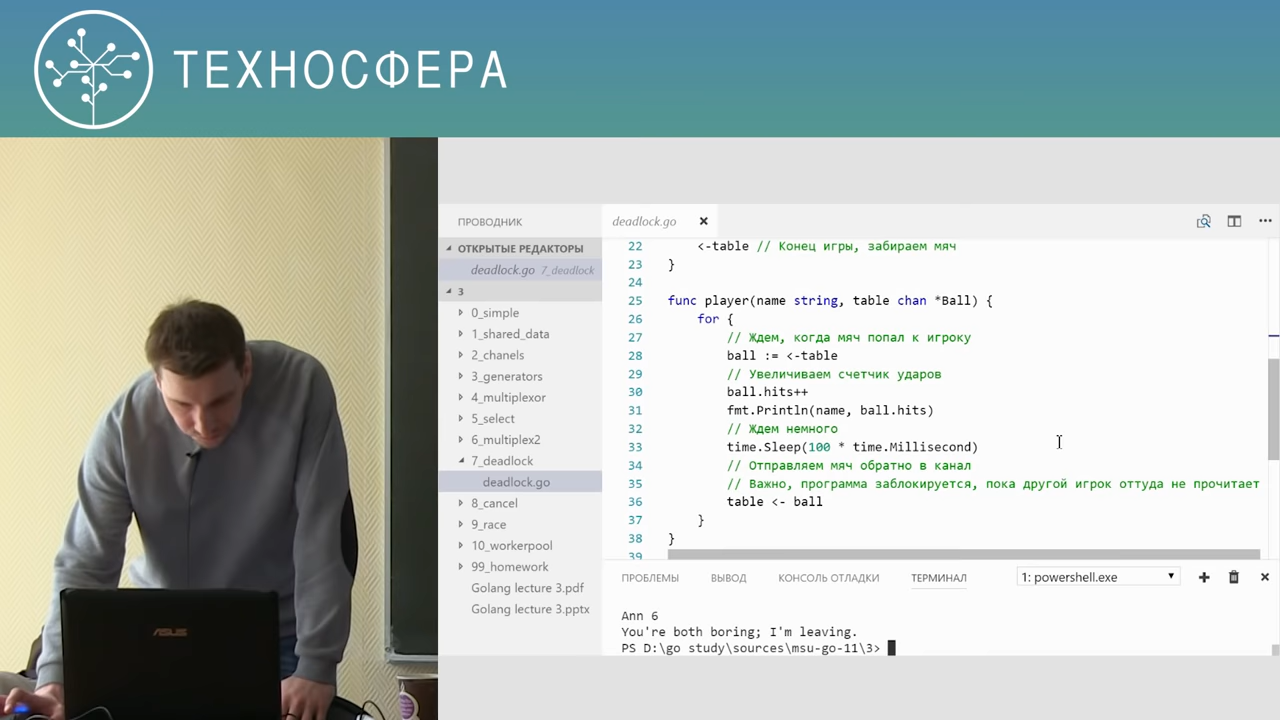 ТЕХНОСФЕРА
ПРОВОДНИК
ОТКРЫТЫЕ РЕДАКТОРЫ
deadlock.go 7_deadlock
3
0_simple
1_shared_data
2_chanels
3_generators
4_multiplexor
5_select
6_multiplex2
7_deadlock
deadlock.go
8_cancel
9_race
10_workerpool
99_homework
Golang lecture 3.pdf
Golang lecture 3.pptx
deadlock.go
22 <-table // Конец игры, забираем мяч
23 }
24
25 func player(name string, table chan *Ball) {
26 for {
27 // Ждем, когда мяч попал к игроку
28 ball := <-table
29 // Увеличиваем счетчик ударов
30 ball.hits++
31 fmt.Println(name, ball.hits)
32 // Ждем немного
33 time.Sleep(100 * time.Millisecond)
34 // Отправляем мяч обратно в канал
35 // Важно, программа заблокируется, пока другой игрок оттуда не прочитает
36 table <- ball
37 }
38 }
39
ПРОБЛЕМЫ ВЫВОД КОНСОЛЬ ОТЛАДКИ ТЕРМИНАЛ 1: powershell.exe
Ann 6
You're both boring; I'm leaving.
PS D:\go study\sources\msu-go-11\3>
ASUS